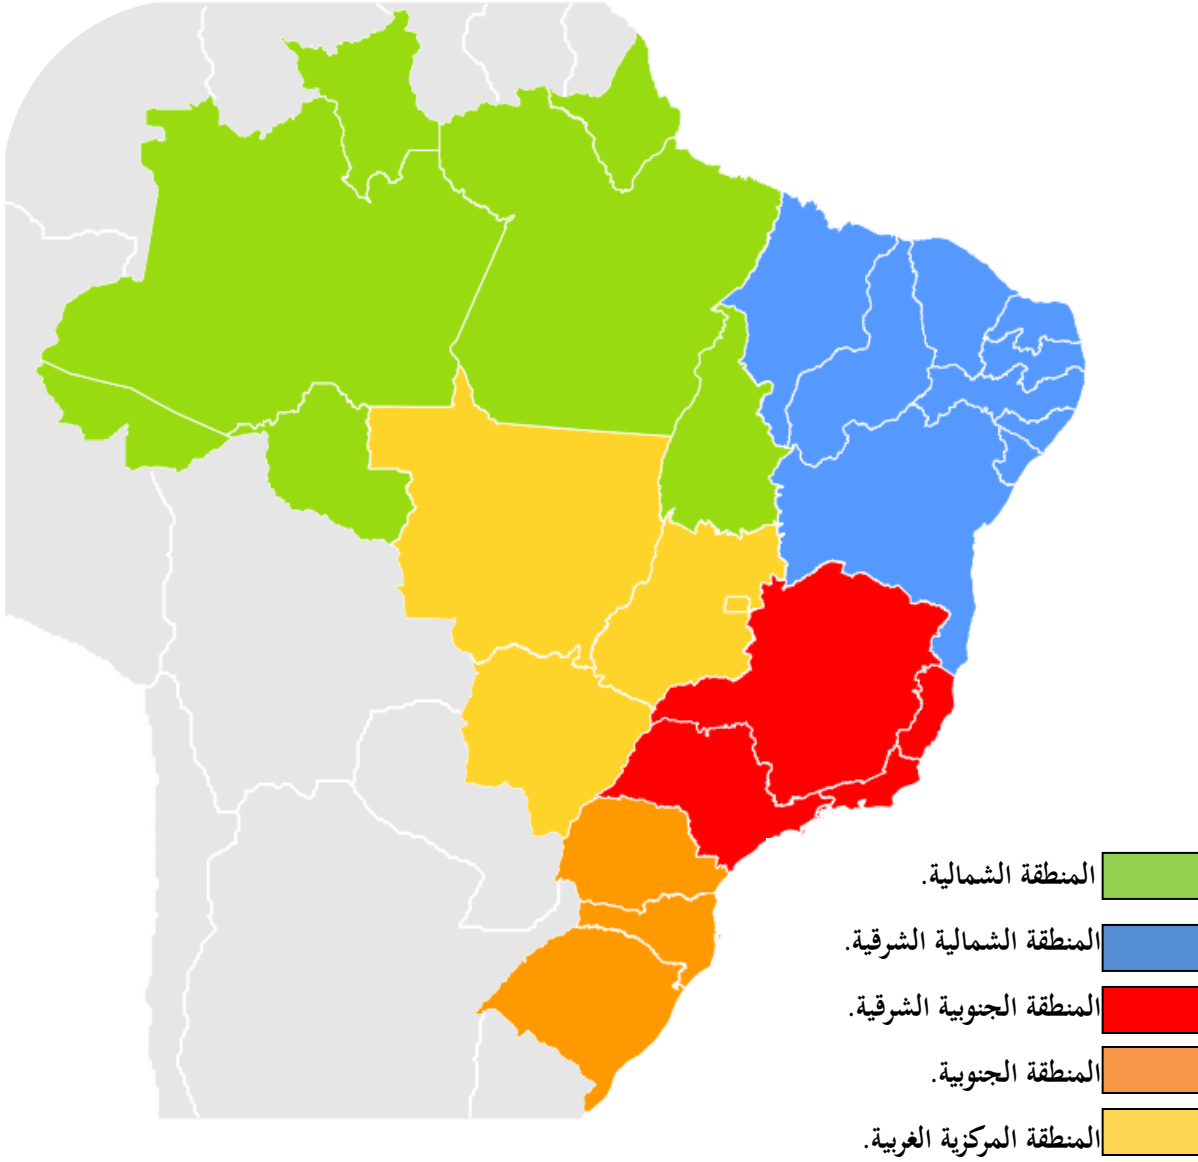 المنطقة الشمالية.
المنطقة الشمالية الشرقية.
المنطقة الجنوبية الشرقية.
المنطقة الجنوبية.
المنطقة المركزية الغربية.